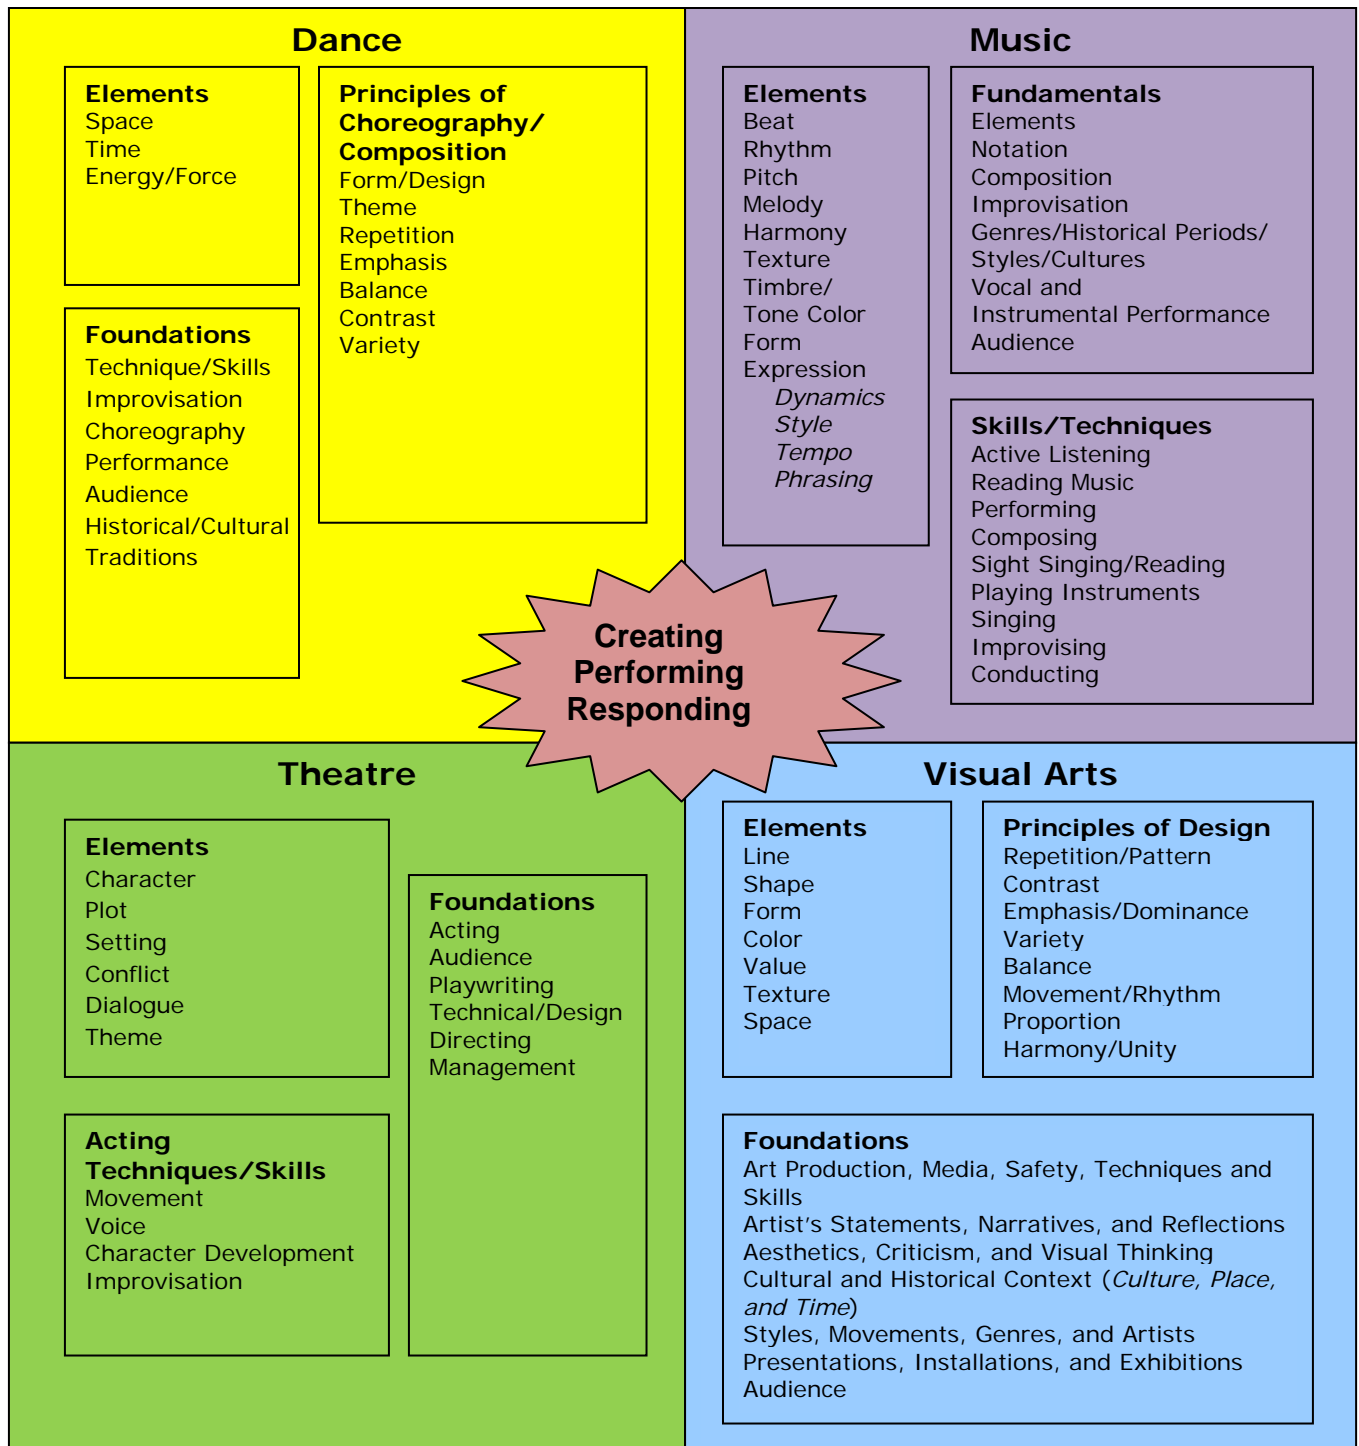 Dance
Elements
Space
Time
Energy/Force
Principles of
Choreography/
Composition
Form/Design
Theme
Repetition
Emphasis
Balance
Contrast
Variety
Foundations
Technique/Skills
Improvisation
Choreography
Performance
Audience
Historical/Cultural
Traditions
Music
Elements
Beat
Rhythm
Pitch
Melody
Harmony
Texture
Timbre/
Tone Color
Form
Expression
Dynamics
Style
Tempo
Phrasing
Fundamentals
Elements
Notation
Composition
Improvisation
Genres/Historical Periods/
Styles/Cultures
Vocal and
Instrumental Performance
Audience
Skills/Techniques
Active Listening
Reading Music
Performing
Composing
Sight Singing/Reading
Playing Instruments
Singing
Improvising
Conducting
Creating
Performing
Responding
Theatre
Elements
Character
Plot
Setting
Conflict
Dialogue
Theme
Foundations
Acting
Audience
Playwriting
Technical/Design
Directing
Management
Acting
Techniques/Skills
Movement
Voice
Character Development
Improvisation
Visual Arts
Elements
Line
Shape
Form
Color
Value
Texture
Space
Principles of Design
Repetition/Pattern
Contrast
Emphasis/Dominance
Variety
Balance
Movement/Rhythm
Proportion
Harmony/Unity
Foundations
Art Production, Media, Safety, Techniques and
Skills
Artist’s Statements, Narratives, and Reflections
Aesthetics, Criticism, and Visual Thinking
Cultural and Historical Context (Culture, Place,
and Time)
Styles, Movements, Genres, and Artists
Presentations, Installations, and Exhibitions
Audience